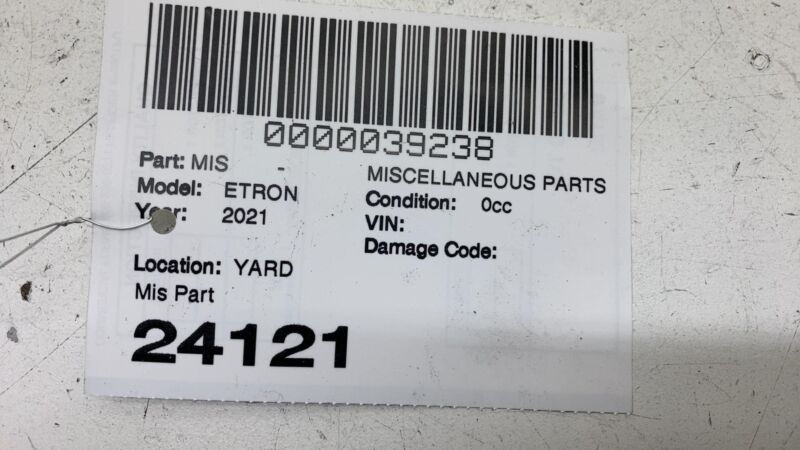 0000039238
Part: MIS
MISCELLANEOUS PARTS
Model: ETRON
Condition: 0cc
Year: 2021
VIN:
Damage Code:
Location: YARD
Mis Part
24121